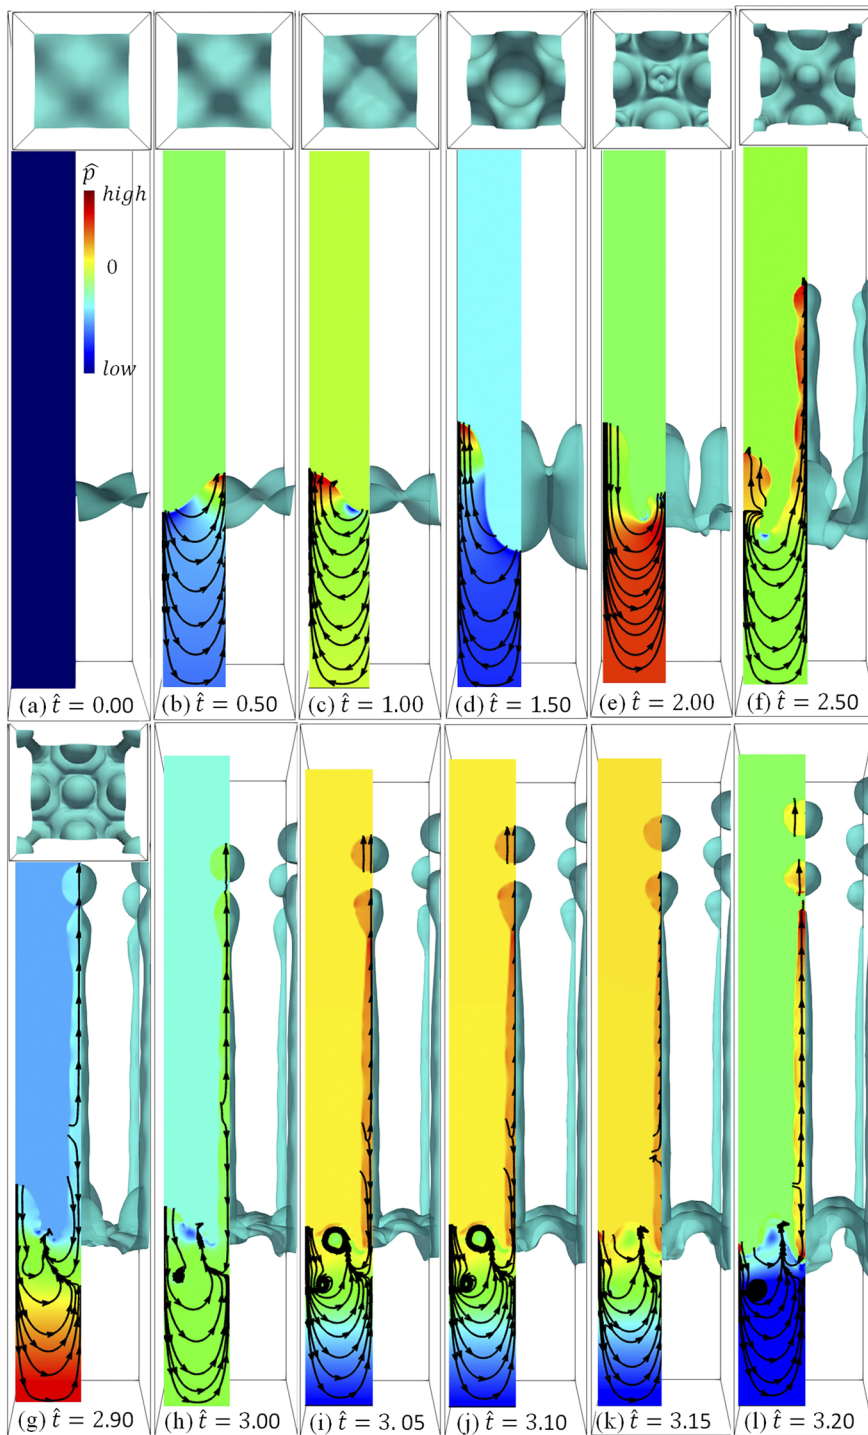 p̂
high
0
low
(a) t̂ = 0.00
(b) t̂ = 0.50
(c) t̂ = 1.00
(d) t̂ = 1.50
(e) t̂ = 2.00
(f) t̂ = 2.50
(g) t̂ = 2.90
(h) t̂ = 3.00
(i) t̂ = 3.05
(j) t̂ = 3.10
(k) t̂ = 3.15
(l) t̂ = 3.20